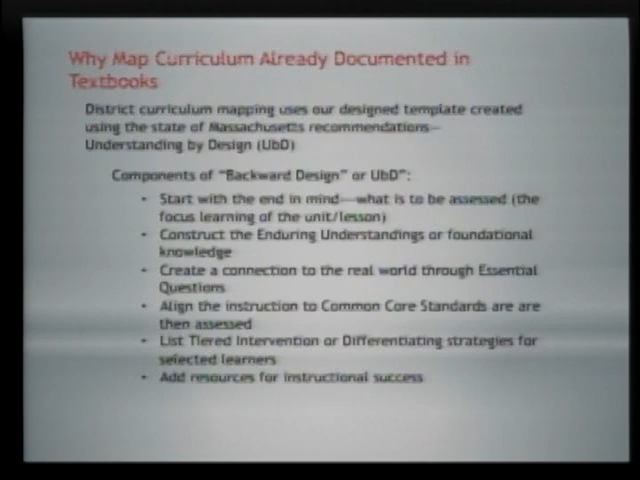 Why Map Curriculum Already Documented in
Textbooks
District curriculum mapping uses our designed template created
using the state of Massachusetts recommendations—
Understanding by Design (UbD)
Components of “Backward Design” or UbD”:
• Start with the end in mind—what is to be assessed (the
focus learning of the unit/lesson)
• Construct the Enduring Understandings or foundational
knowledge
• Create a connection to the real world through Essential
Questions
• Align the instruction to Common Core Standards are are
then assessed
• List Tiered Intervention or Differentiating strategies for
selected learners
• Add resources for instructional success